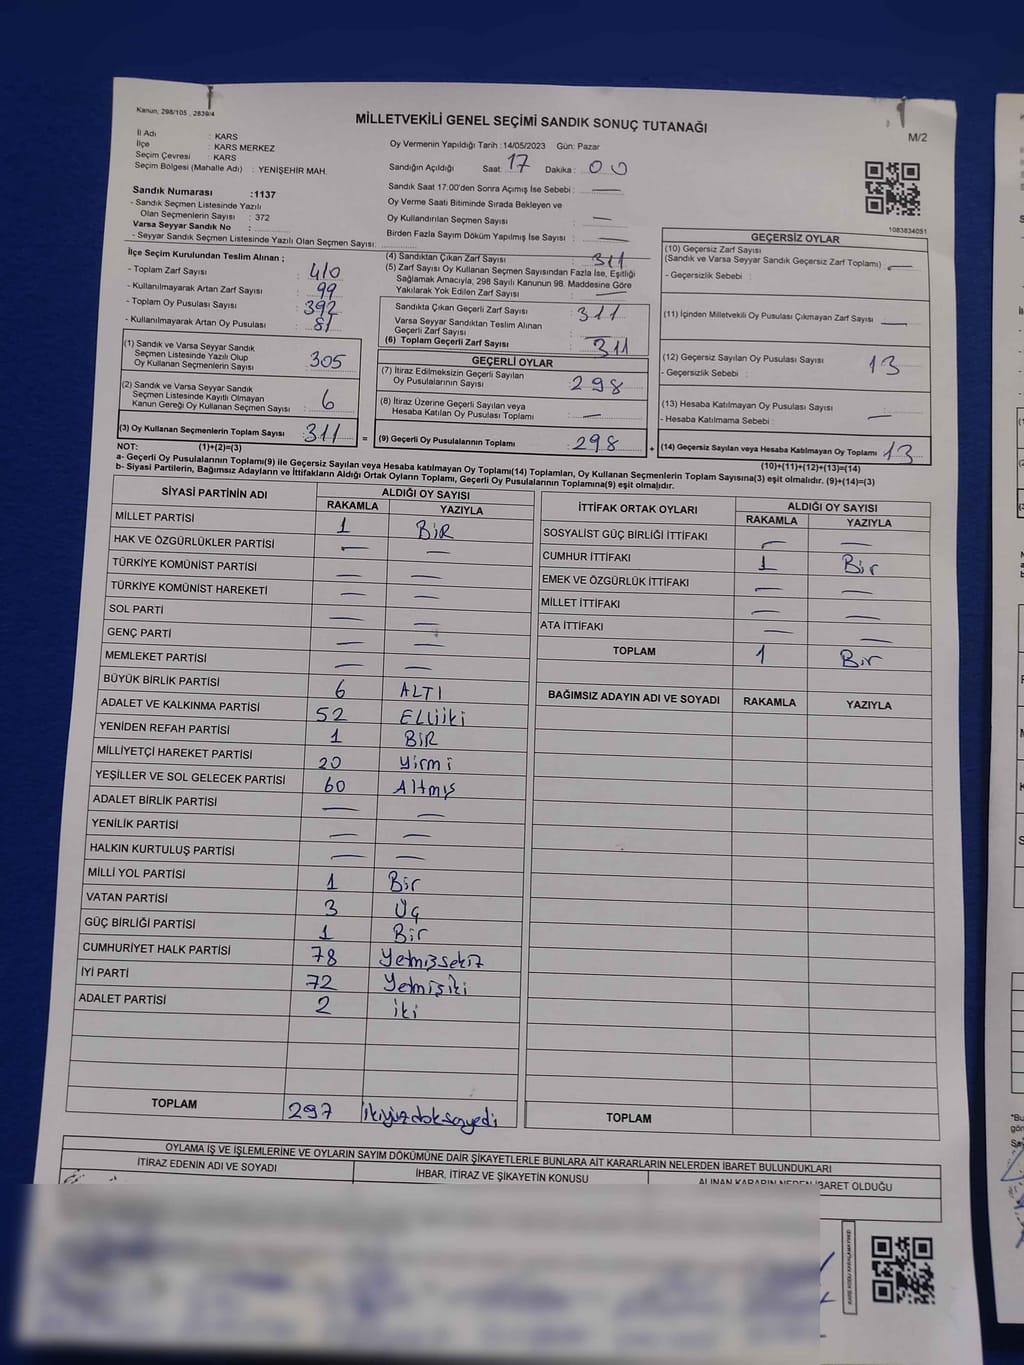 Kanun; 298/105 , 2839/4
MİLLETVEKİLİ GENEL SEÇİMİ SANDIK SONUÇ TUTANAĞI
M/2
İl Adı : KARS
İlçe : KARS MERKEZ
Seçim Çevresi : KARS
Seçim Bölgesi (Mahalle Adı) : YENİŞEHİR MAH.
Oy Vermenin Yapıldığı Tarih :14/05/2023 Gün: Pazar
Sandığın Açıldığı Saat: 17 Dakika : 00
Sandık Saat 17:00'den Sonra Açımış İse Sebebi : —
Oy Verme Saati Bitiminde Sırada Bekleyen ve
Oy Kullandırılan Seçmen Sayısı : —
Birden Fazla Sayım Döküm Yapılmış İse Sayısı : —
Sandık Numarası :1137
- Sandık Seçmen Listesinde Yazılı
Olan Seçmenlerin Sayısı : 372
Varsa Seyyar Sandık No :
- Seyyar Sandık Seçmen Listesinde Yazılı Olan Seçmen Sayısı:
1083834051
İlçe Seçim Kurulundan Teslim Alınan ;
- Toplam Zarf Sayısı : 410
- Kullanılmayarak Artan Zarf Sayısı : 99
- Toplam Oy Pusulası Sayısı : 392
- Kullanılmayarak Artan Oy Pusulası : 81
(1) Sandık ve Varsa Seyyar Sandık
Seçmen Listesinde Yazılı Olup
Oy Kullanan Seçmenlerin Sayısı : 305
(2) Sandık ve Varsa Seyyar Sandık
Seçmen Listesinde Kayıtlı Olmayan
Kanun Gereği Oy Kullanan Seçmen Sayısı : 6
(3) Oy Kullanan Seçmenlerin Toplam Sayısı : 311
(1)+(2)=(3)
(4) Sandıktan Çıkan Zarf Sayısı : 311
(5) Zarf Sayısı Oy Kullanan Seçmen Sayısından Fazla İse, Eşitliği
Sağlamak Amacıyla; 298 Sayılı Kanunun 98. Maddesine Göre
Yakılarak Yok Edilen Zarf Sayısı : —
Sandıkta Çıkan Geçerli Zarf Sayısı : 311
Varsa Seyyar Sandıktan Teslim Alınan
Geçerli Zarf Sayısı :
(6) Toplam Geçerli Zarf Sayısı : 311
GEÇERLİ OYLAR
(7) İtiraz Edilmeksizin Geçerli Sayılan
Oy Pusulalarının Sayısı : 298
(8) İtiraz Üzerine Geçerli Sayılan veya
Hesaba Katılan Oy Pusulası Toplamı : —
= (9) Geçerli Oy Pusulalarının Toplamı : 298
GEÇERSİZ OYLAR
(10) Geçersiz Zarf Sayısı
(Sandık ve Varsa Seyyar Sandık Geçersiz Zarf Toplamı) : —
- Geçersizlik Sebebi :
(11) İçinden Milletvekili Oy Pusulası Çıkmayan Zarf Sayısı : —
(12) Geçersiz Sayılan Oy Pusulası Sayısı : 13
- Geçersizlik Sebebi :
(13) Hesaba Katılmayan Oy Pusulası Sayısı : —
- Hesaba Katılmama Sebebi :
+ (14) Geçersiz Sayılan veya Hesaba Katılmayan Oy Toplamı : 13
(10)+(11)+(12)+(13)=(14)
NOT:
a- Geçerli Oy Pusulalarının Toplamı(9) ile Geçersiz Sayılan veya Hesaba katılmayan Oy Toplamı(14) Toplamları, Oy Kullanan Seçmenlerin Toplam Sayısına(3) eşit olmalıdır. (9)+(14)=(3)
b- Siyasi Partilerin, Bağımsız Adayların ve İttifakların Aldığı Ortak Oyların Toplamı, Geçerli Oy Pusulalarının Toplamına(9) eşit olmalıdır.
SİYASİ PARTİNİN ADI ALDIĞI OY SAYISI
RAKAMLA YAZIYLA
MİLLET PARTİSİ 1 BİR
HAK VE ÖZGÜRLÜKLER PARTİSİ — —
TÜRKİYE KOMÜNİST PARTİSİ — —
TÜRKİYE KOMÜNİST HAREKETİ — —
SOL PARTİ — —
GENÇ PARTİ — —
MEMLEKET PARTİSİ — —
BÜYÜK BİRLİK PARTİSİ 6 ALTI
ADALET VE KALKINMA PARTİSİ 52 ELLİİKİ
YENİDEN REFAH PARTİSİ 1 BİR
MİLLİYETÇİ HAREKET PARTİSİ 20 Yirmi
YEŞİLLER VE SOL GELECEK PARTİSİ 60 Altmış
ADALET BİRLİK PARTİSİ — —
YENİLİK PARTİSİ — —
HALKIN KURTULUŞ PARTİSİ — —
MİLLİ YOL PARTİSİ 1 Bir
VATAN PARTİSİ 3 Üç
GÜÇ BİRLİĞİ PARTİSİ 1 Bir
CUMHURİYET HALK PARTİSİ 78 Yetmişsekiz
İYİ PARTİ 72 Yetmişiki
ADALET PARTİSİ 2 iki
TOPLAM 297 ikiyüzdoksanyedi
İTTİFAK ORTAK OYLARI ALDIĞI OY SAYISI
RAKAMLA YAZIYLA
SOSYALİST GÜÇ BİRLİĞİ İTTİFAKI — —
CUMHUR İTTİFAKI 1 Bir
EMEK VE ÖZGÜRLÜK İTTİFAKI — —
MİLLET İTTİFAKI — —
ATA İTTİFAKI — —
TOPLAM 1 Bir
BAĞIMSIZ ADAYIN ADI VE SOYADI RAKAMLA YAZIYLA
TOPLAM
OYLAMA İŞ VE İŞLEMLERİNE VE OYLARIN SAYIM DÖKÜMÜNE DAİR ŞİKAYETLERLE BUNLARA AİT KARARLARIN NELERDEN İBARET BULUNDUKLARI
İTİRAZ EDENİN ADI VE SOYADI İHBAR, İTİRAZ VE ŞİKAYETİN KONUSU ALINAN KARARIN NEDEN İBARET OLDUĞU